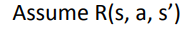 Assume R(s, a, s’)